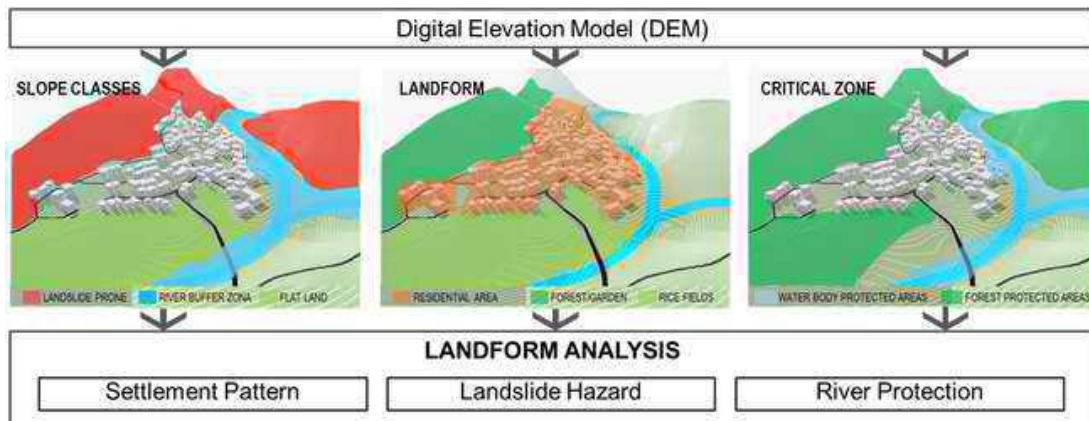 Digital Elevation Model (DEM)
SLOPE CLASSES
LANDFORM
CRITICAL ZONE
LANDSLIDE PRONE
RIVER BUFFER ZONA
FLAT LAND
RESIDENTIAL AREA
FOREST/GARDEN
RICE FIELDS
WATER BODY PROTECTED AREAS
FOREST PROTECTED AREAS
LANDFORM ANALYSIS
Settlement Pattern
Landslide Hazard
River Protection